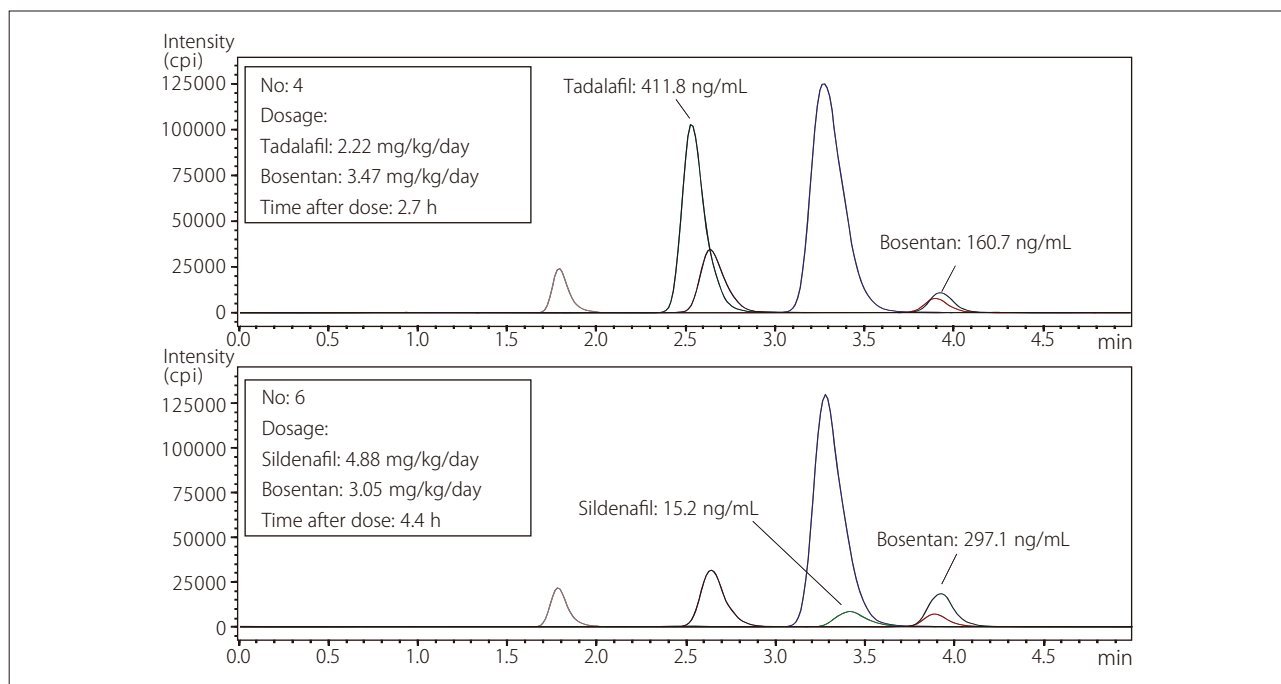 Intensity
(cpi)
125000
100000
75000
50000
25000
0
No: 4
Dosage:
Tadalafil: 2.22 mg/kg/day
Bosentan: 3.47 mg/kg/day
Time after dose: 2.7 h
Tadalafil: 411.8 ng/mL
Bosentan: 160.7 ng/mL
0.0 0.5 1.0 1.5 2.0 2.5 3.0 3.5 4.0 4.5 min
Intensity
(cpi)
125000
100000
75000
50000
25000
0
No: 6
Dosage:
Sildenafil: 4.88 mg/kg/day
Bosentan: 3.05 mg/kg/day
Time after dose: 4.4 h
Sildenafil: 15.2 ng/mL
Bosentan: 297.1 ng/mL
0.0 0.5 1.0 1.5 2.0 2.5 3.0 3.5 4.0 4.5 min